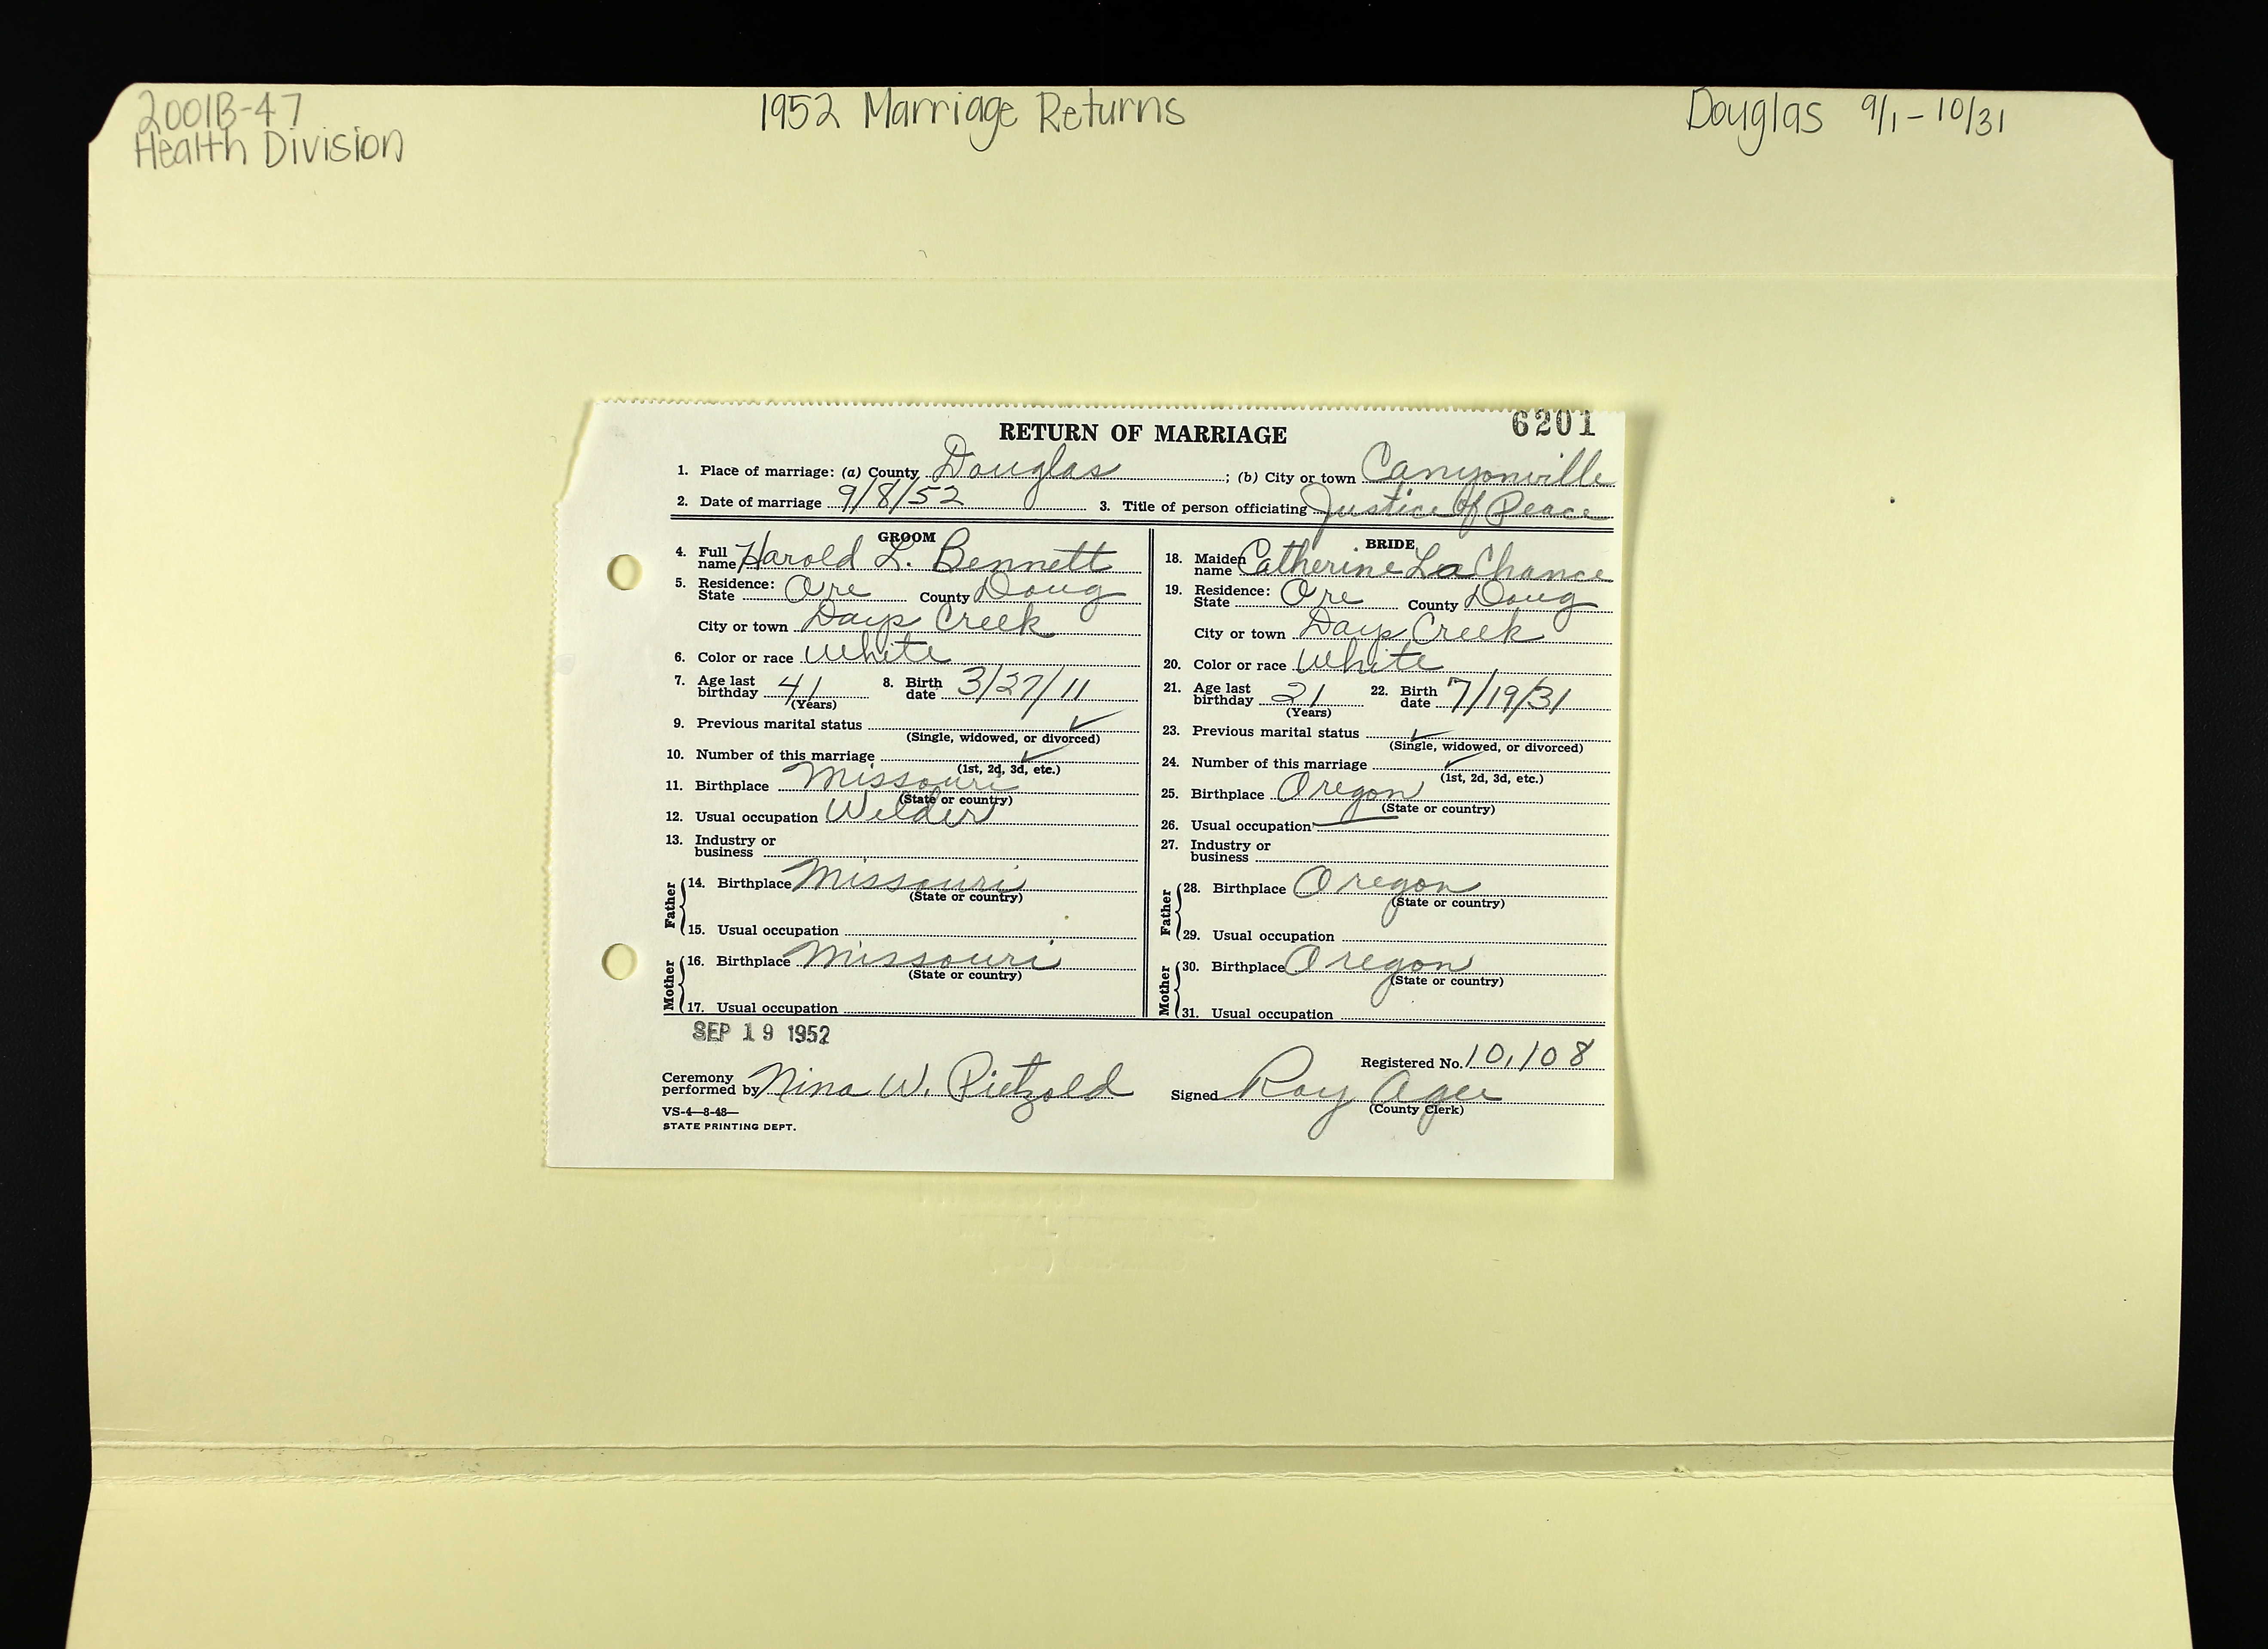 2001B-47
Health Division
1952 Marriage Returns
Douglas 9/1-10/31
6201
RETURN OF MARRIAGE
1. Place of marriage: (a) County Douglas ; (b) City or town Canyonville
2. Date of marriage 9/8/52 3. Title of person officiating Justice of Peace
GROOM
4. Full name Harold L. Bennett
5. Residence: State Ore County Doug
City or town Days Creek
6. Color or race White
7. Age last birthday 41 (Years) 8. Birth date 3/27/11
9. Previous marital status ✓
(Single, widowed, or divorced)
10. Number of this marriage ✓
(1st, 2d, 3d, etc.)
11. Birthplace Missouri
(State or country)
12. Usual occupation Welder
13. Industry or business
Father
14. Birthplace Missouri
(State or country)
15. Usual occupation
Mother
16. Birthplace Missouri
(State or country)
17. Usual occupation
BRIDE
18. Maiden name Catherine La Chance
19. Residence: State Ore County Doug
City or town Days Creek
20. Color or race White
21. Age last birthday 21 (Years) 22. Birth date 7/19/31
23. Previous marital status ✓
(Single, widowed, or divorced)
24. Number of this marriage ✓
(1st, 2d, 3d, etc.)
25. Birthplace Oregon
(State or country)
26. Usual occupation —
27. Industry or business
Father
28. Birthplace Oregon
(State or country)
29. Usual occupation
Mother
30. Birthplace Oregon
(State or country)
31. Usual occupation
SEP 19 1952
Registered No. 10,108
Ceremony performed by Nina W. Pietzold
Signed Roy Agee
(County Clerk)
VS-4—8-48—
STATE PRINTING DEPT.